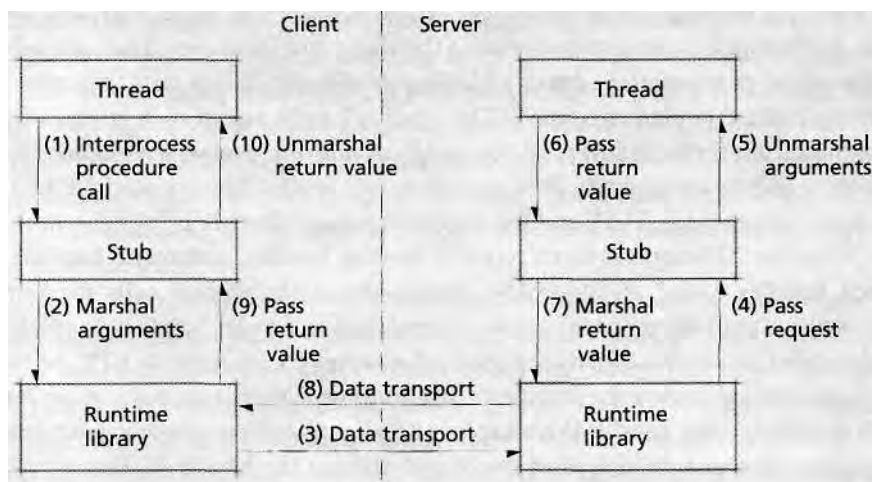 Client Server
Thread Thread
(1) Interprocess
procedure
call
(10) Unmarshal
return value
(6) Pass
return
value
(5) Unmarshal
arguments
Stub Stub
(2) Marshal
arguments
(9) Pass
return
value
(7) Marshal
return
value
(4) Pass
request
(8) Data transport
Runtime
library
(3) Data transport
Runtime
library